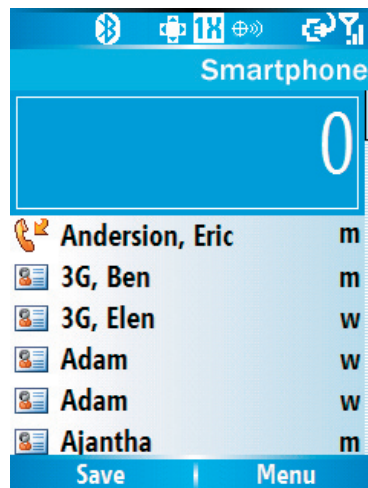 1X
Smartphone
0
Andersion, Eric m
3G, Ben m
3G, Elen w
Adam w
Adam w
Ajantha m
Save Menu